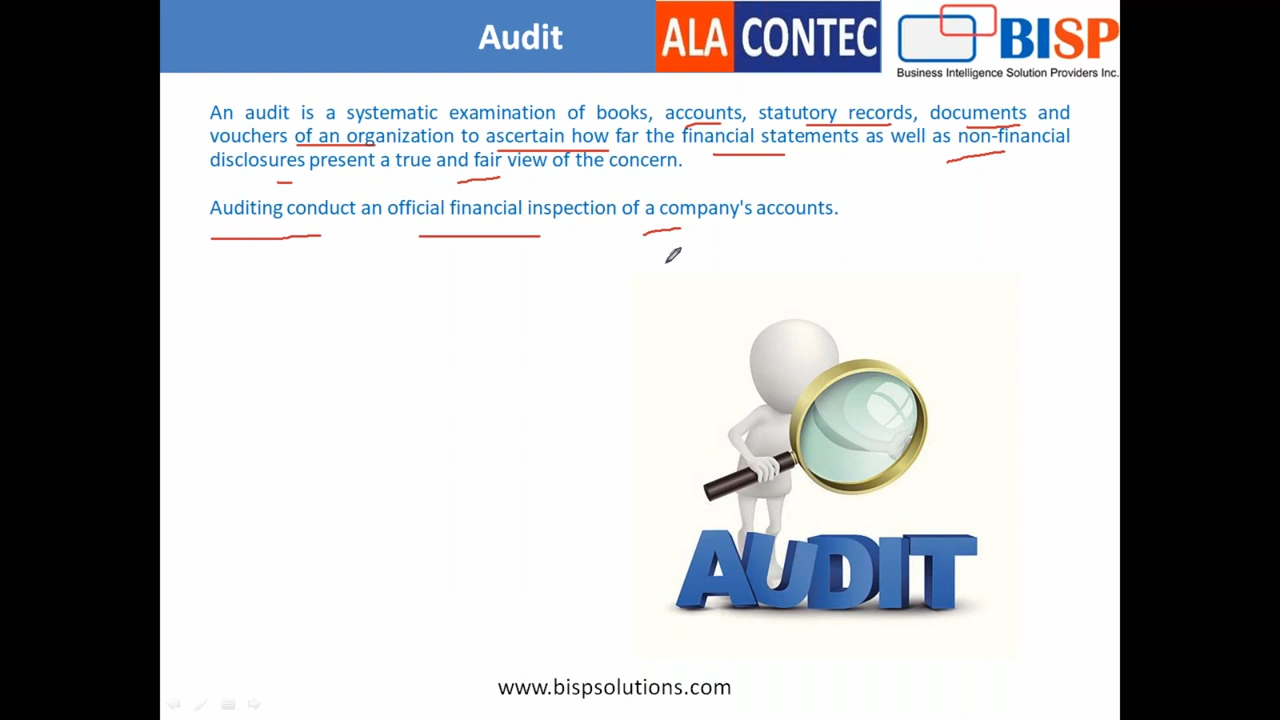 Audit
ALA CONTEC
BISP
Business Intelligence Solution Providers Inc.
An audit is a systematic examination of books, accounts, statutory records, documents and
vouchers of an organization to ascertain how far the financial statements as well as non-financial
disclosures present a true and fair view of the concern.
Auditing conduct an official financial inspection of a company's accounts.
AUDIT
www.bispsolutions.com